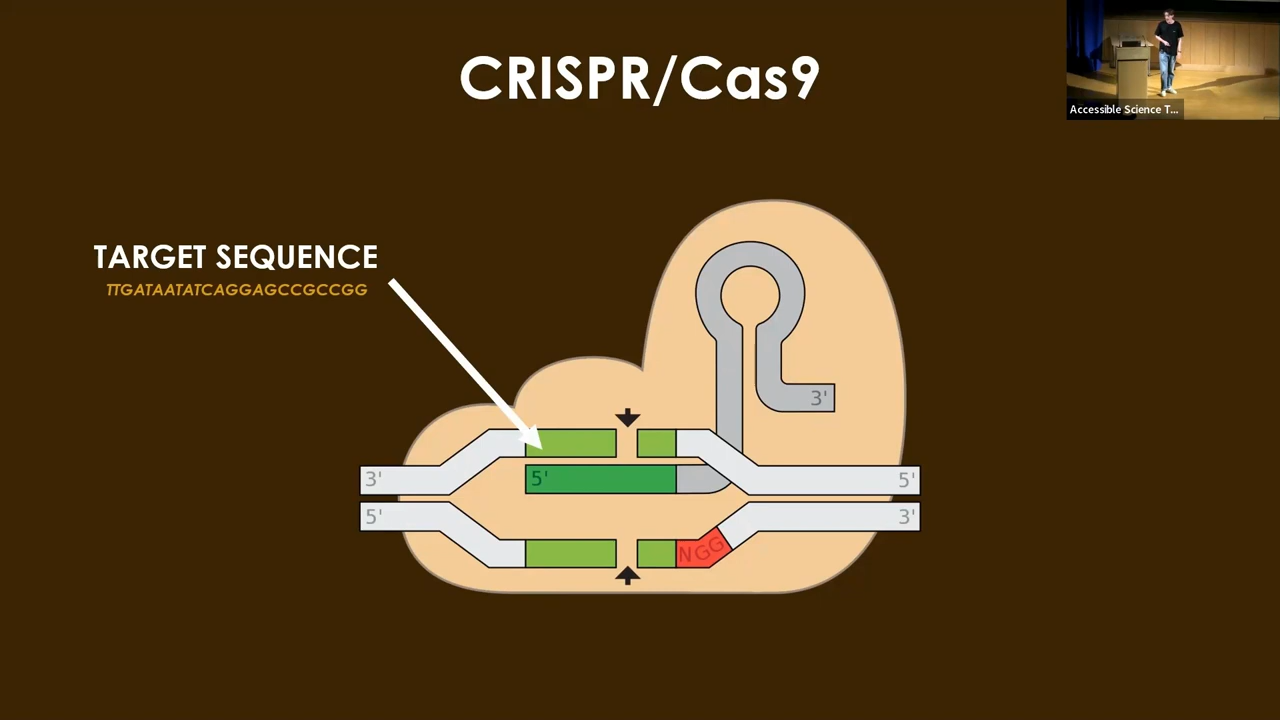 CRISPR/Cas9
Accessible Science T...
TARGET SEQUENCE
TTGATAATATCAGGAGCCGCCGG
3'
3'
5'
5'
5'
3'
NGG